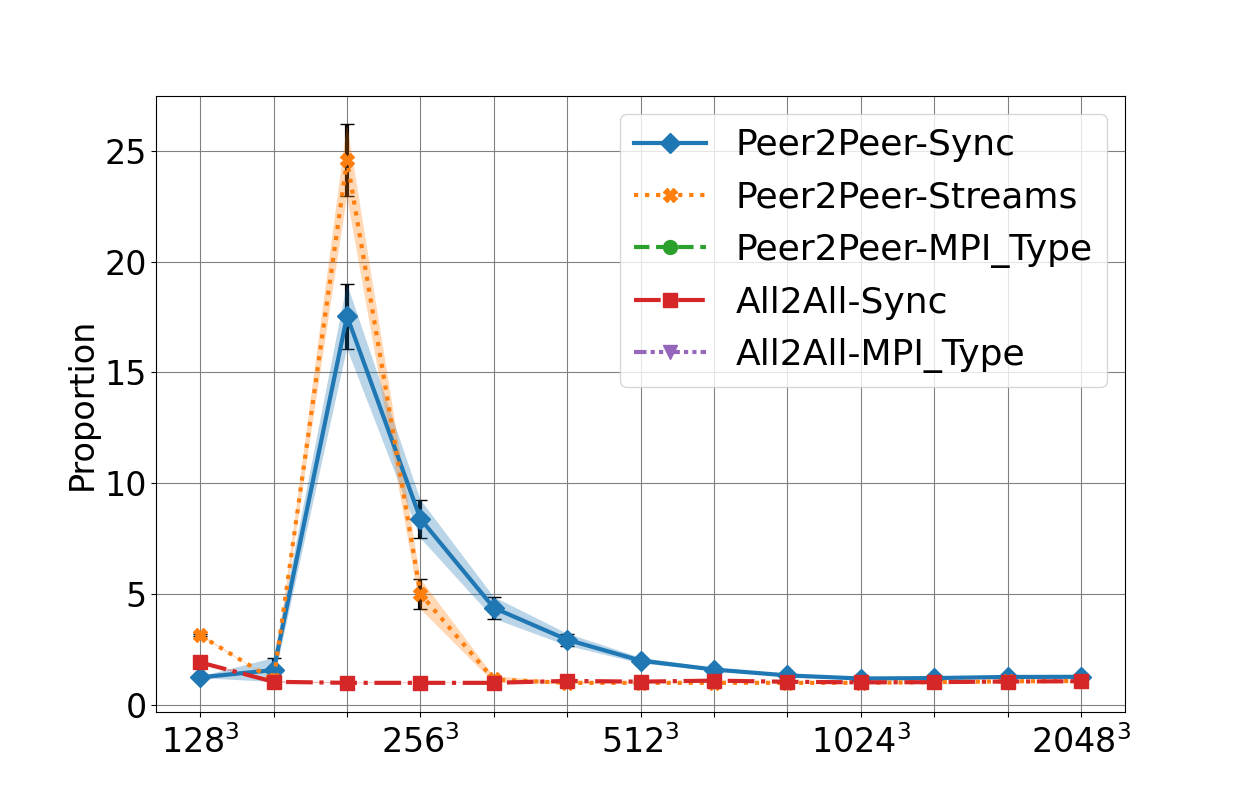 Proportion
25
20
15
10
5
0
128³
256³
512³
1024³
2048³
Peer2Peer-Sync
Peer2Peer-Streams
Peer2Peer-MPI_Type
All2All-Sync
All2All-MPI_Type